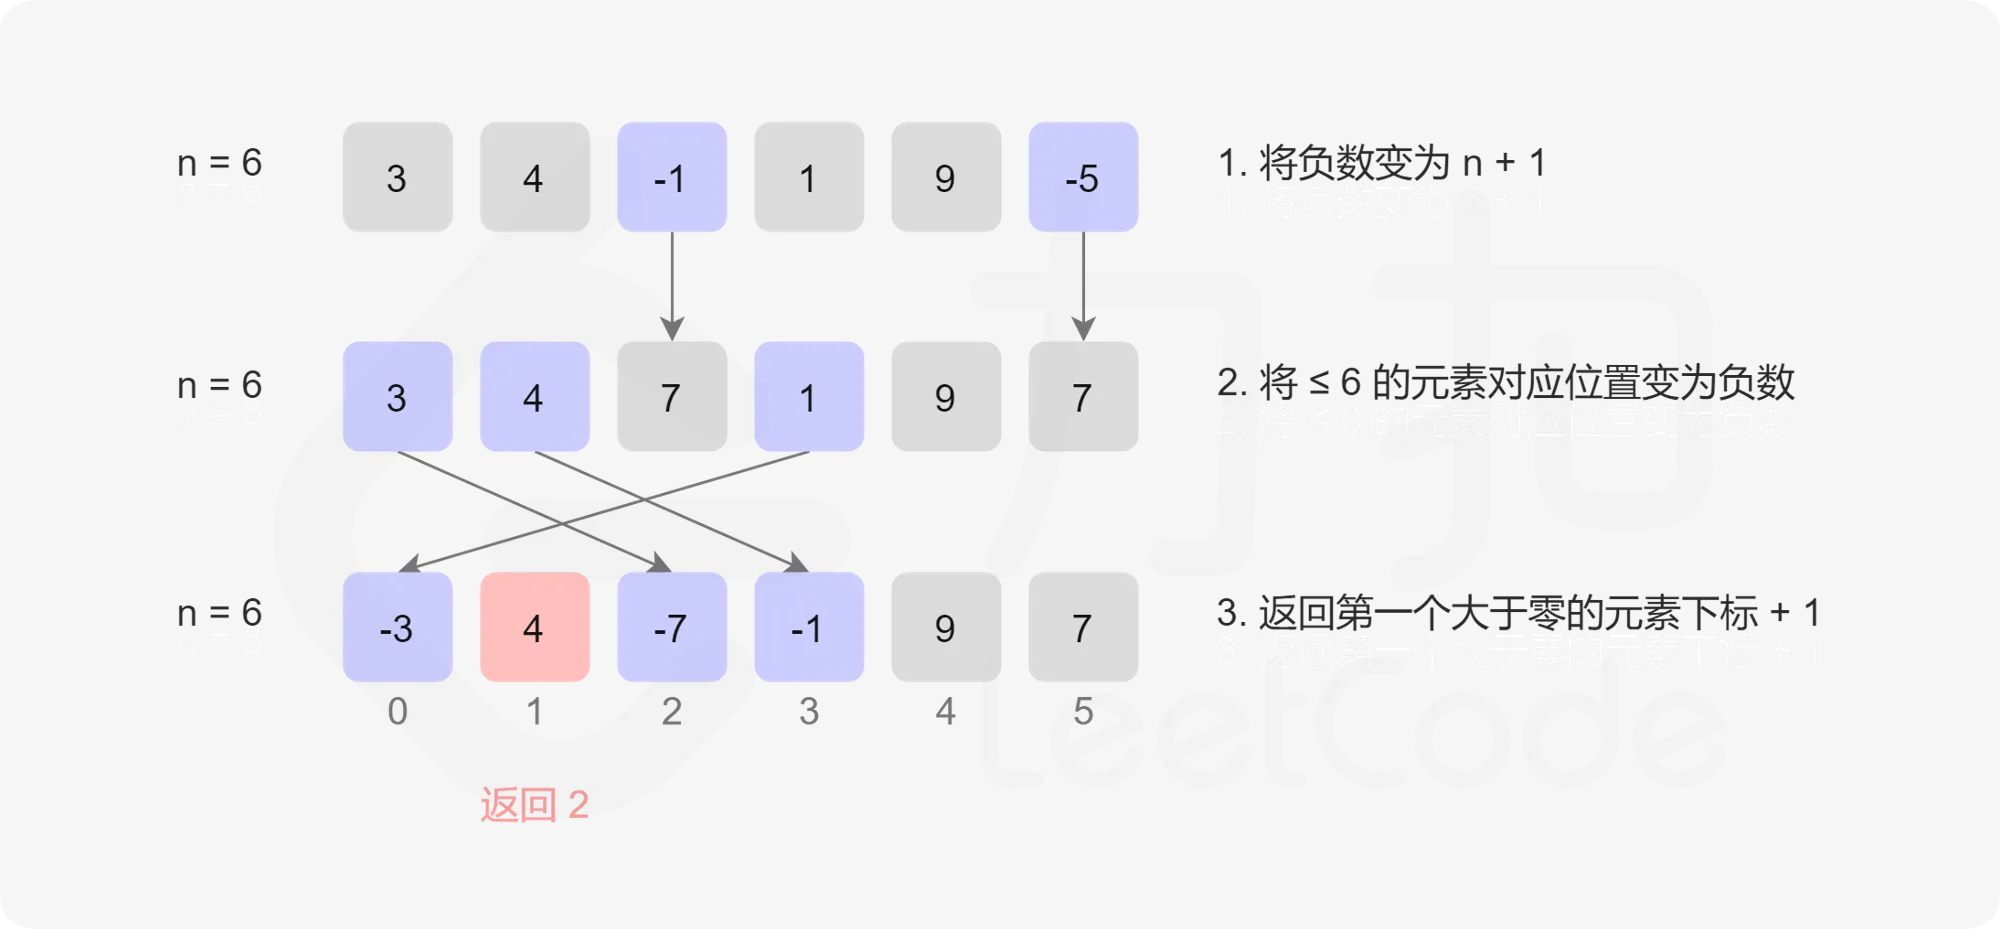 n = 6 3 4 -1 1 9 -5 1. 将负数变为 n + 1
n = 6 3 4 7 1 9 7 2. 将 ≤ 6 的元素对应位置变为负数
n = 6 -3 4 -7 -1 9 7 3. 返回第一个大于零的元素下标 + 1
0 1 2 3 4 5
返回 2
力扣
LeetCode